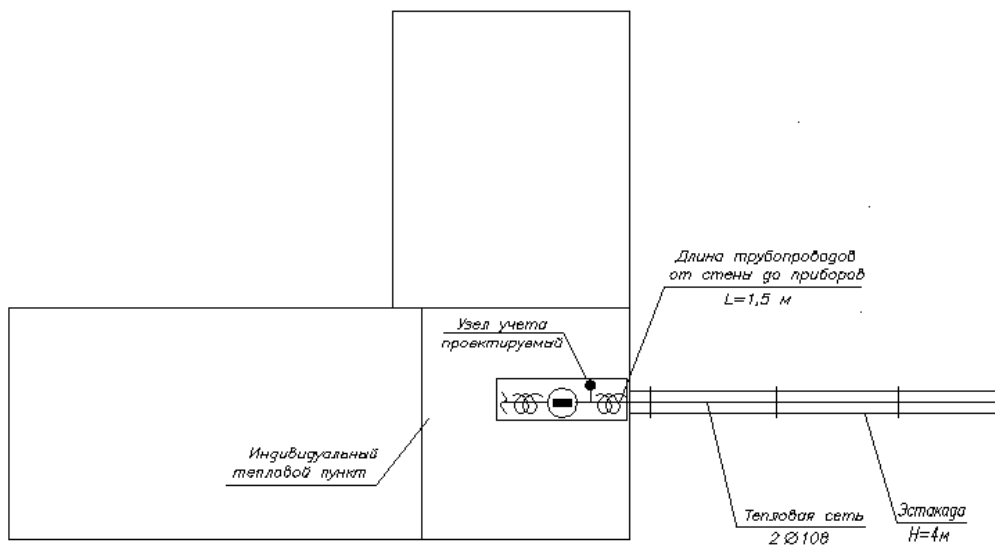 Длина трубопроводов
от стены до приборов
L=1,5 м
Узел учета
проектируемый
Индивидуальный
тепловой пункт
Тепловая сеть
2 Ø 108
Эстакада
Н=4м